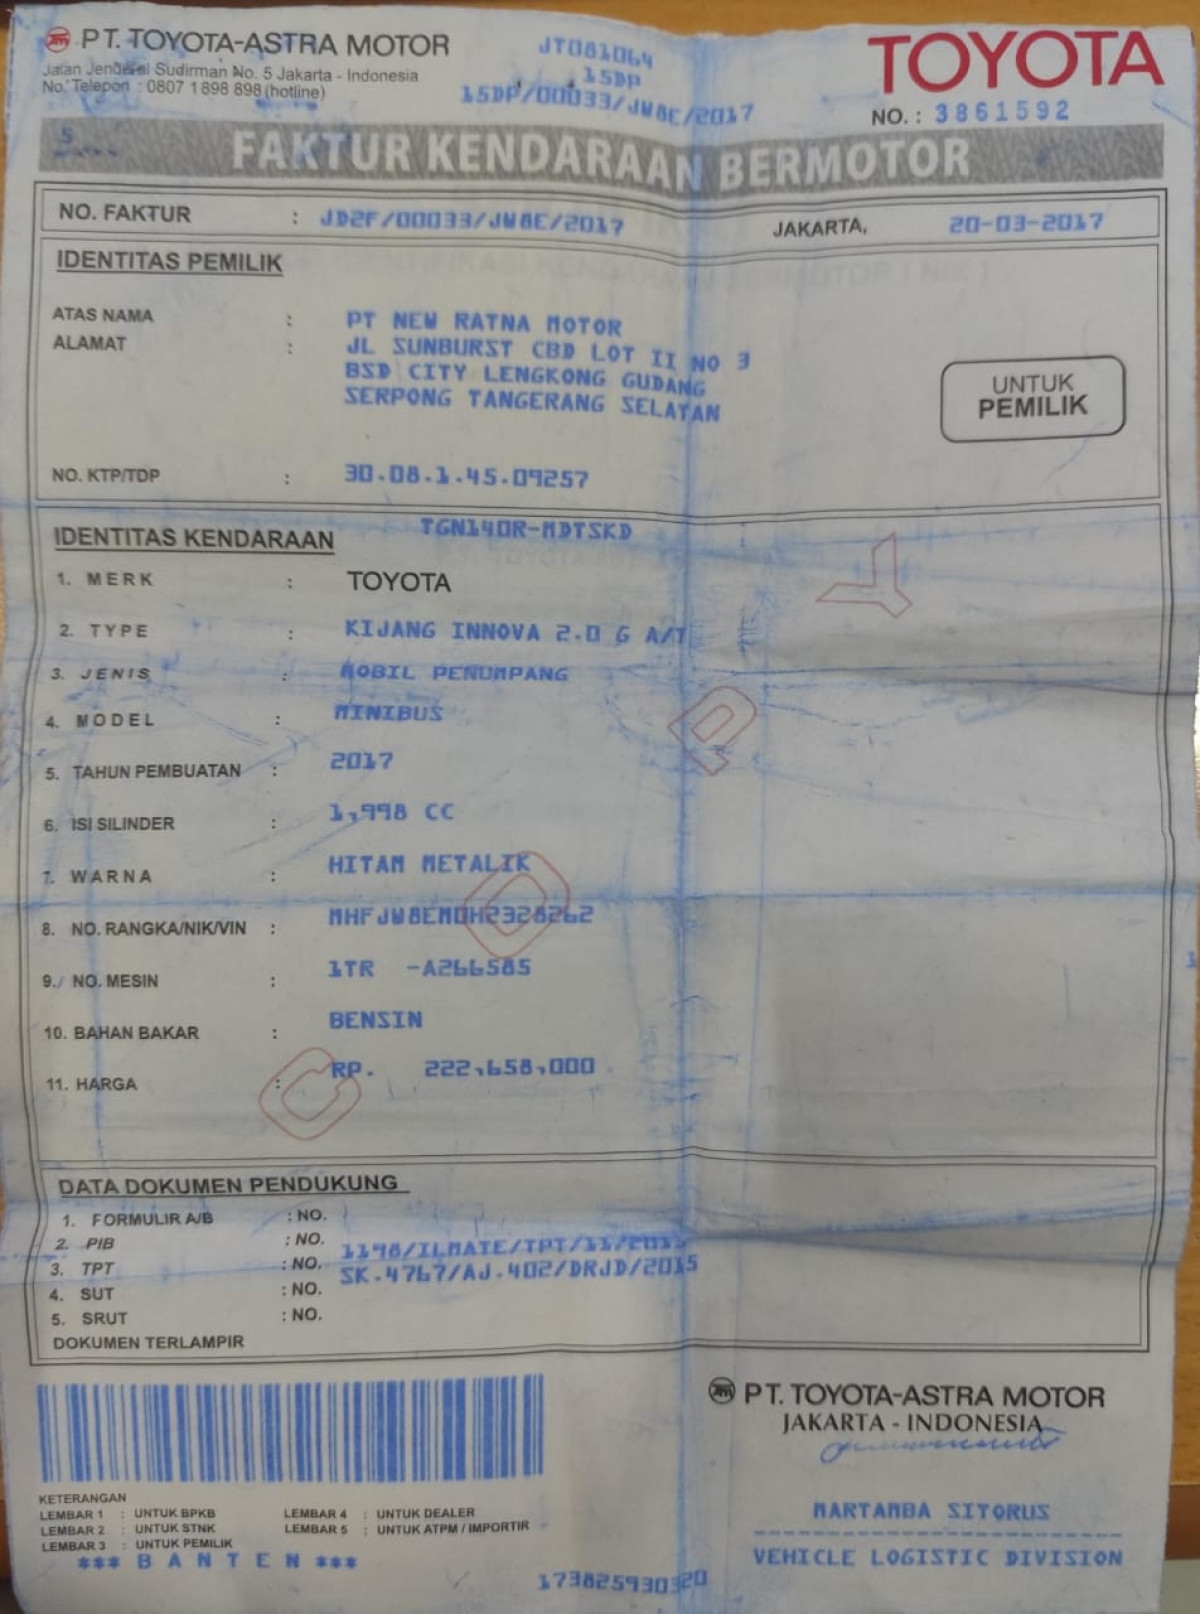 PT. TOYOTA-ASTRA MOTOR
Jalan Jenderal Sudirman No. 5 Jakarta - Indonesia
No. Telepon : 0807 1 898 898 (hotline)
JT081064
15DP
15DP/00033/JW8E/2017
TOYOTA
NO. : 3861592
FAKTUR KENDARAAN BERMOTOR
NO. FAKTUR : JD2F/00033/JW8E/2017 JAKARTA, 20-03-2017
IDENTITAS PEMILIK
ATAS NAMA : PT NEW RATNA MOTOR
ALAMAT : JL SUNBURST CBD LOT II NO 3
BSD CITY LENGKONG GUDANG
SERPONG TANGERANG SELATAN
UNTUK
PEMILIK
NO. KTP/TDP : 30.08.1.45.09257
IDENTITAS KENDARAAN TGN140R-MDTSKD
1. MERK : TOYOTA
2. TYPE : KIJANG INNOVA 2.0 G A/T
3. JENIS : MOBIL PENUMPANG
4. MODEL : MINIBUS
5. TAHUN PEMBUATAN : 2017
6. ISI SILINDER : 1,998 CC
7. WARNA : HITAM METALIK
8. NO. RANGKA/NIK/VIN : MHFJW8EM0H2328262
9. NO. MESIN : 1TR -A266585
10. BAHAN BAKAR : BENSIN
11. HARGA : RP. 222,658,000
COPY
DATA DOKUMEN PENDUKUNG
1. FORMULIR A/B : NO.
2. PIB : NO.
3. TPT : NO. 1198/ILMATE/TPT/11/2015
4. SUT : NO. SK.4767/AJ.402/DRJD/2015
5. SRUT : NO.
DOKUMEN TERLAMPIR
PT. TOYOTA-ASTRA MOTOR
JAKARTA - INDONESIA
MARTAMBA SITORUS
VEHICLE LOGISTIC DIVISION
KETERANGAN
LEMBAR 1 : UNTUK BPKB LEMBAR 4 : UNTUK DEALER
LEMBAR 2 : UNTUK STNK LEMBAR 5 : UNTUK ATPM / IMPORTIR
LEMBAR 3 : UNTUK PEMILIK
*** B A N T E N ***
173825930320